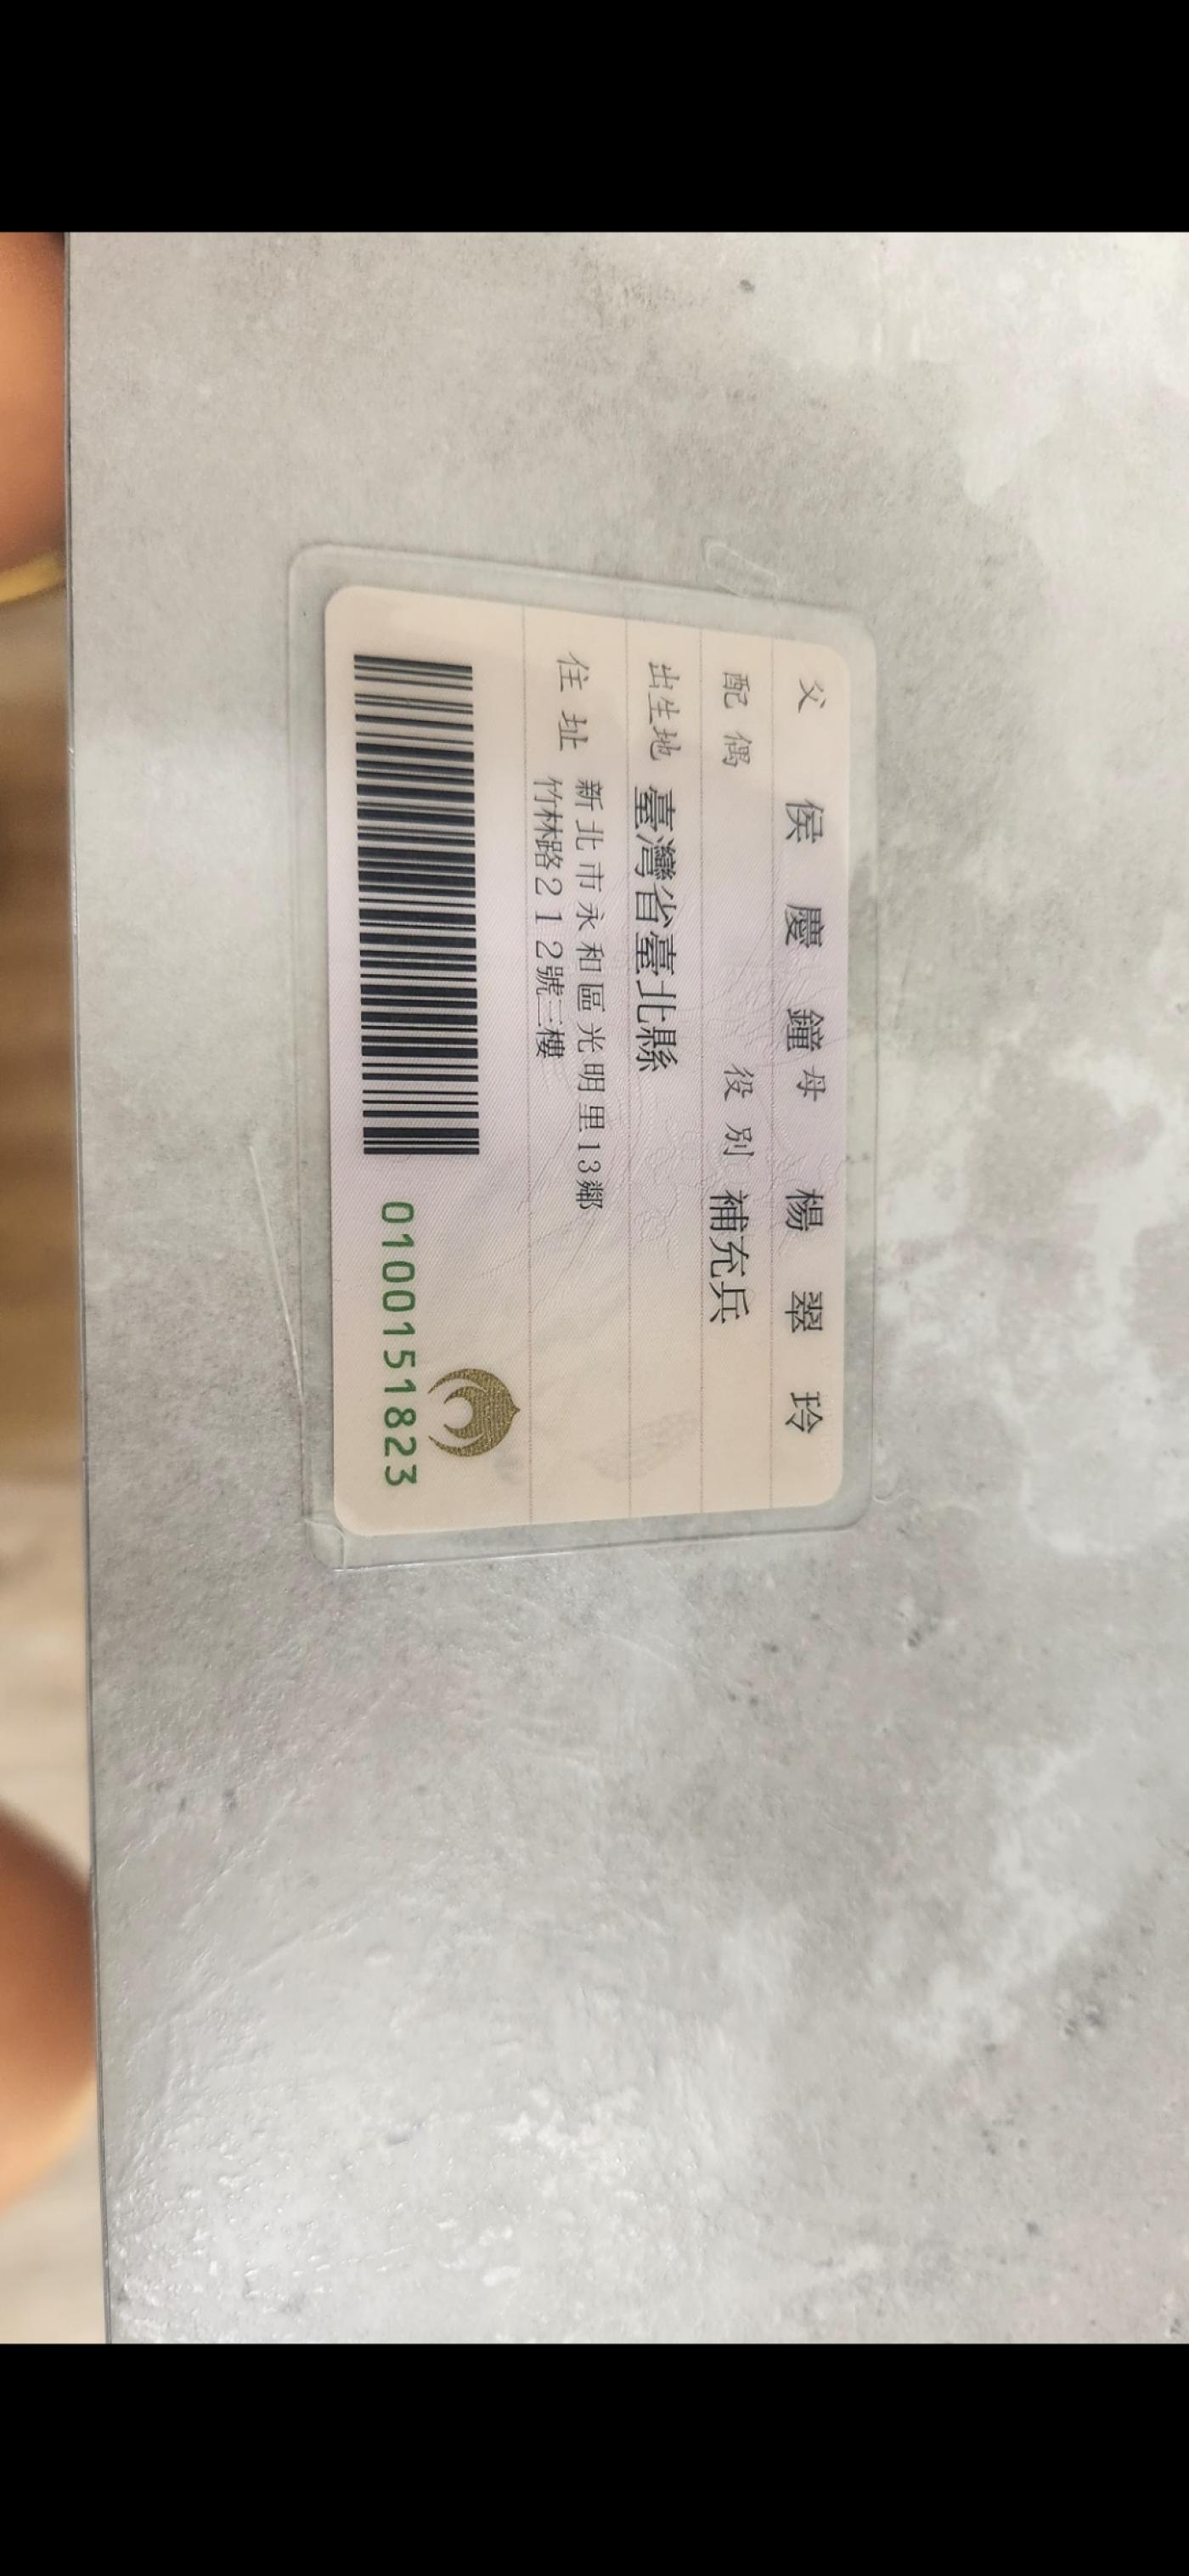 父 侯慶鐘 母 楊翠玲
配偶 役別 補充兵
出生地 臺灣省臺北縣
住址 新北市永和區光明里13鄰
竹林路212號三樓
0100151823